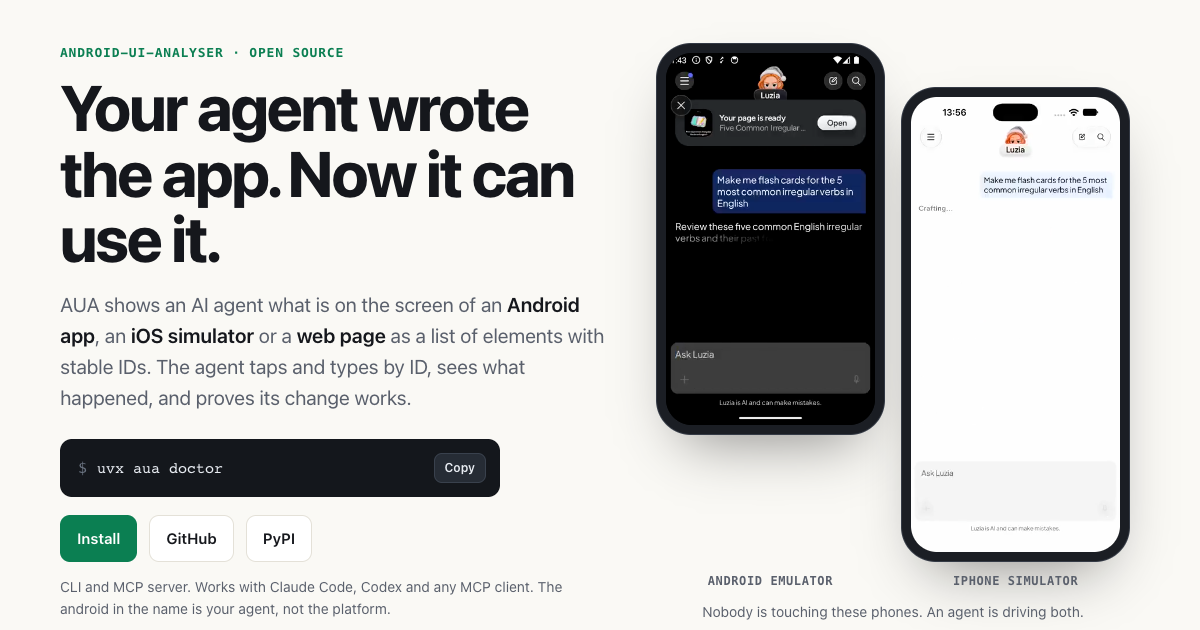 ANDROID-UI-ANALYSER · OPEN SOURCE
Your agent wrote
the app. Now it can
use it.
AUA shows an AI agent what is on the screen of an Android
app, an iOS simulator or a web page as a list of elements with
stable IDs. The agent taps and types by ID, sees what
happened, and proves its change works.
$ uvx aua doctor
Copy
Install
GitHub
PyPI
CLI and MCP server. Works with Claude Code, Codex and any MCP client. The
android in the name is your agent, not the platform.
:43
Luzia
Your page is ready
Five Common Irregular...
Open
Make me flash cards for the 5
most common irregular verbs in
English
Review these five common English irregular
verbs and their past
Ask Luzia
Luzia is AI and can make mistakes.
ANDROID EMULATOR
13:56
Luzia
Make me flash cards for the 5 most
common irregular verbs in English
Crafting...
Ask Luzia
Luzia is AI and can make mistakes.
IPHONE SIMULATOR
Nobody is touching these phones. An agent is driving both.